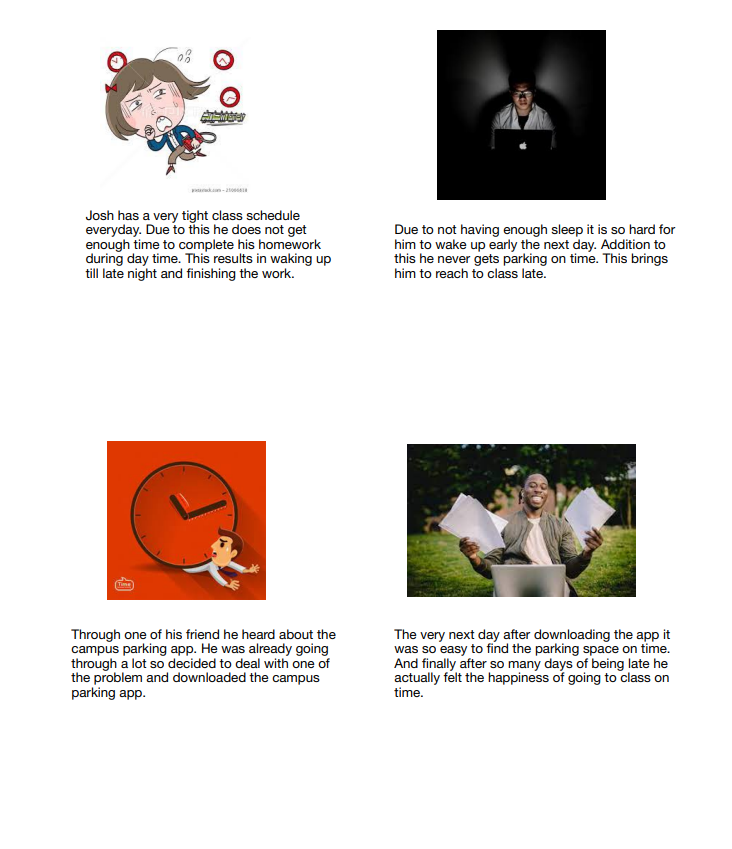 Josh has a very tight class schedule
everyday. Due to this he does not get
enough time to complete his homework
during day time. This results in waking up
till late night and finishing the work.
Due to not having enough sleep it is so hard for
him to wake up early the next day. Addition to
this he never gets parking on time. This brings
him to reach to class late.
Time
Through one of his friend he heard about the
campus parking app. He was already going
through a lot so decided to deal with one of
the problem and downloaded the campus
parking app.
The very next day after downloading the app it
was so easy to find the parking space on time.
And finally after so many days of being late he
actually felt the happiness of going to class on
time.